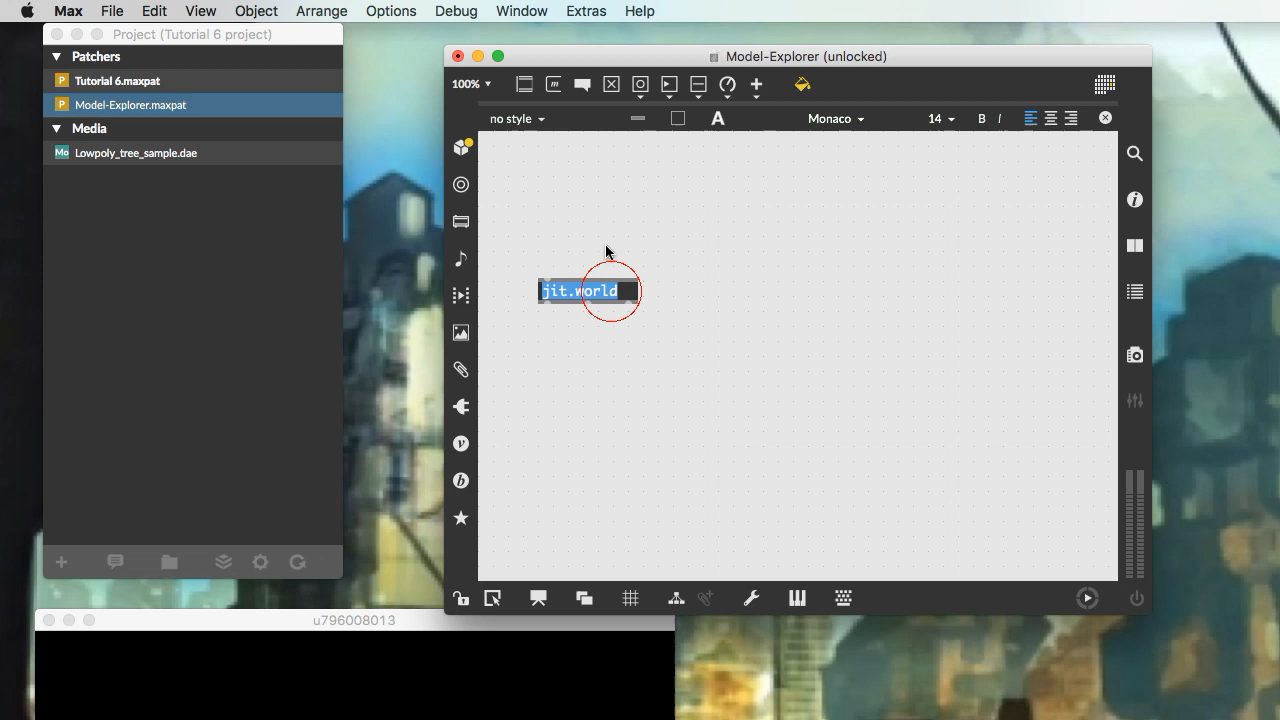 Max File Edit View Object Arrange Options Debug Window Extras Help
Project (Tutorial 6 project)
Patchers
P Tutorial 6.maxpat
P Model-Explorer.maxpat
Media
Mo Lowpoly_tree_sample.dae
Model-Explorer (unlocked)
100%
no style A Monaco 14 B I
jit.world
u796008013